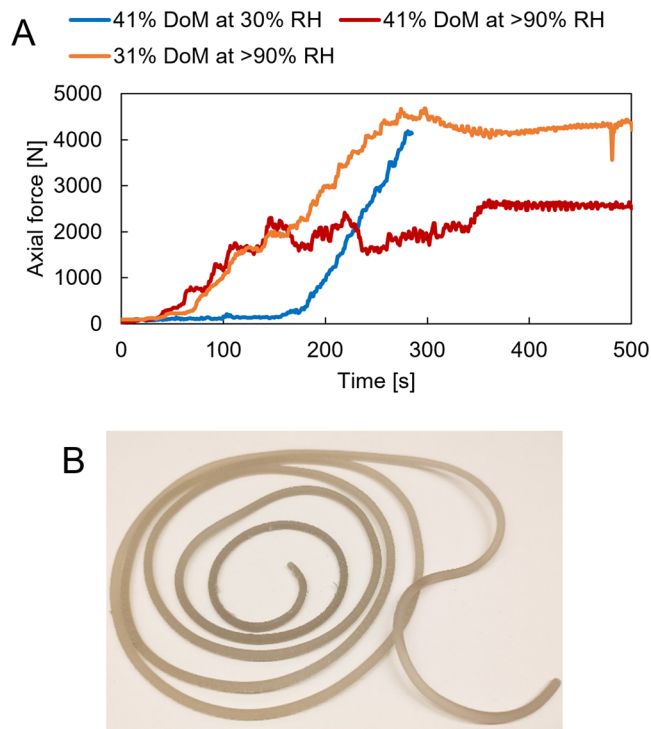 A
41% DoM at 30% RH 41% DoM at >90% RH
31% DoM at >90% RH
5000
4000
3000
2000
1000
0
Axial force [N]
0 100 200 300 400 500
Time [s]
B